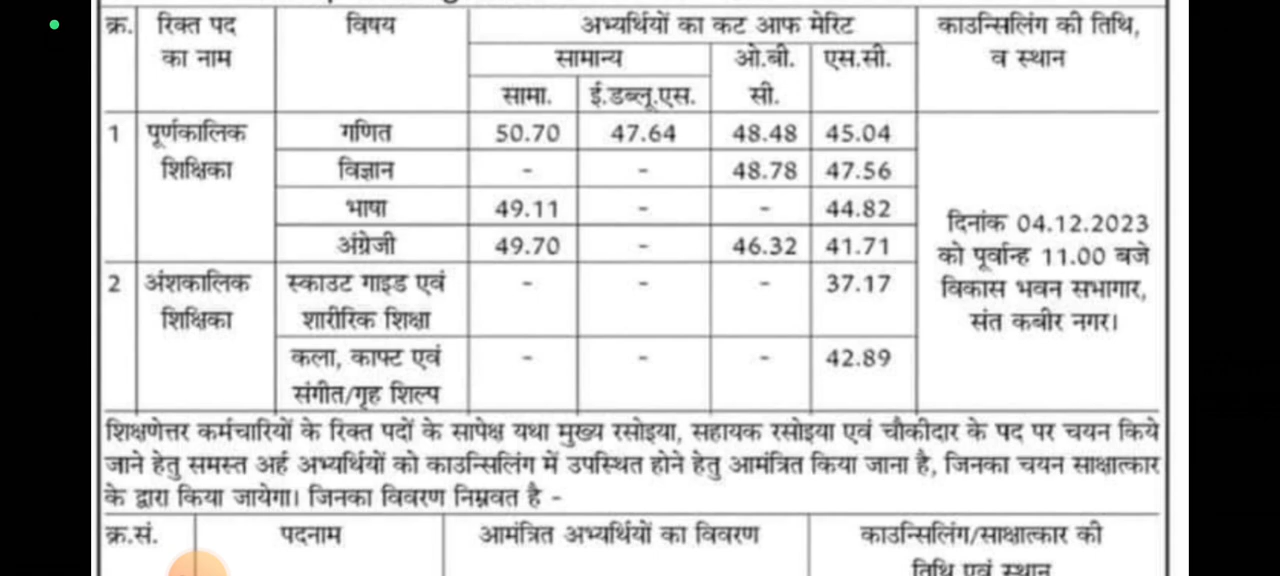 क्र. रिक्त पद विषय अभ्यर्थियों का कट आफ मेरिट काउन्सिलिंग की तिथि,
का नाम सामान्य ओ.बी. एस.सी. व स्थान
सामा. ई.डब्लू.एस. सी.
1 पूर्णकालिक गणित 50.70 47.64 48.48 45.04
शिक्षिका विज्ञान - - 48.78 47.56
भाषा 49.11 - - 44.82 दिनांक 04.12.2023
अंग्रेजी 49.70 - 46.32 41.71 को पूर्वान्ह 11.00 बजे
2 अंशकालिक स्काउट गाइड एवं - - - 37.17 विकास भवन सभागार,
शिक्षिका शारीरिक शिक्षा संत कबीर नगर।
कला, काफ्ट एवं - - - 42.89
संगीत/गृह शिल्प
शिक्षणेत्तर कर्मचारियों के रिक्त पदों के सापेक्ष यथा मुख्य रसोइया, सहायक रसोइया एवं चौकीदार के पद पर चयन किये
जाने हेतु समस्त अर्ह अभ्यर्थियों को काउन्सिलिंग में उपस्थित होने हेतु आमंत्रित किया जाना है, जिनका चयन साक्षात्कार
के द्वारा किया जायेगा। जिनका विवरण निम्नवत है -
क्र.सं. पदनाम आमंत्रित अभ्यर्थियों का विवरण काउन्सिलिंग/साक्षात्कार की
तिथि एवं स्थान